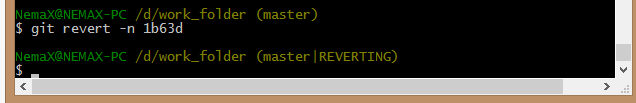 NemaX@NEMAX-PC /d/work_folder (master)
$ git revert -n 1b63d
NemaX@NEMAX-PC /d/work_folder (master|REVERTING)
$